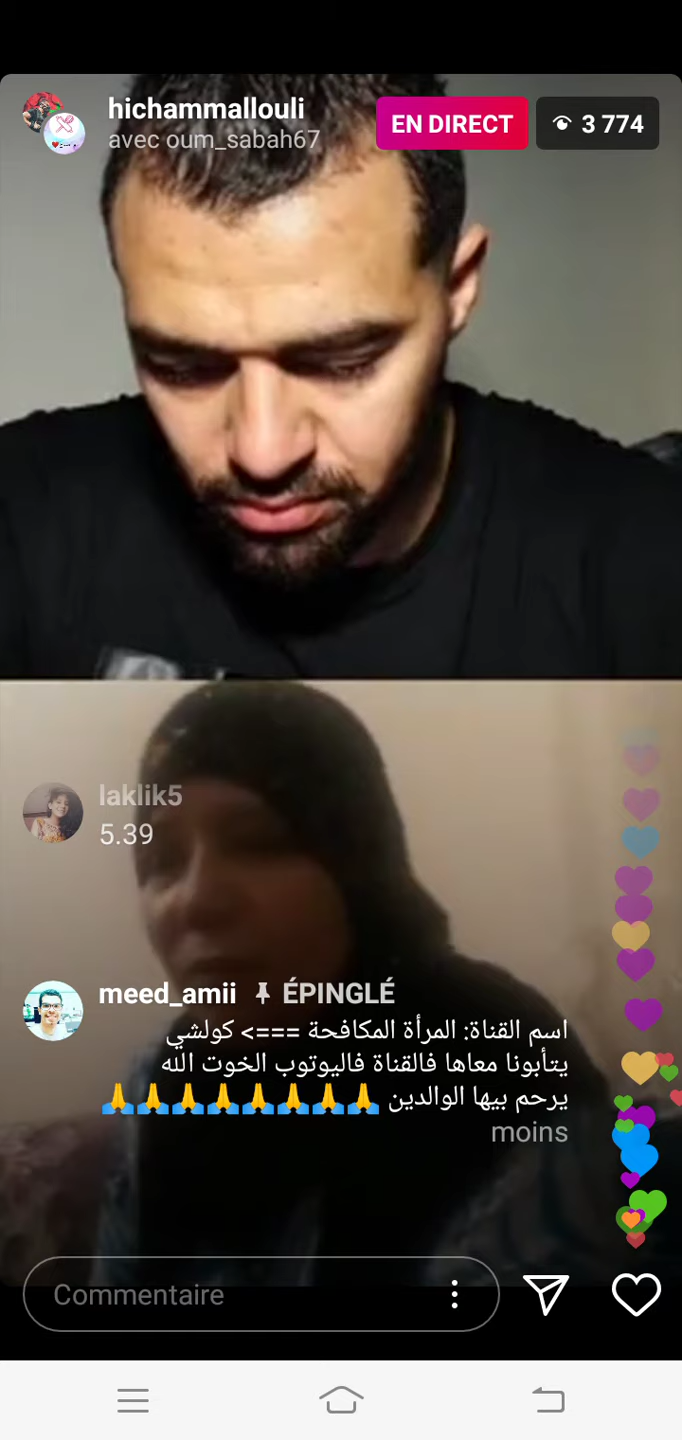 hichammallouli
avec oum_sabah67
EN DIRECT
3 774
laklik5
5.39
meed_amii
ÉPINGLÉ
اسم القناة: المرأة المكافحة ===> كولشي
يتأبونا معاها فالقناة فاليوتوب الخوت الله
يرحم بيها الوالدين 🙏🙏🙏🙏🙏🙏🙏🙏
moins
Commentaire